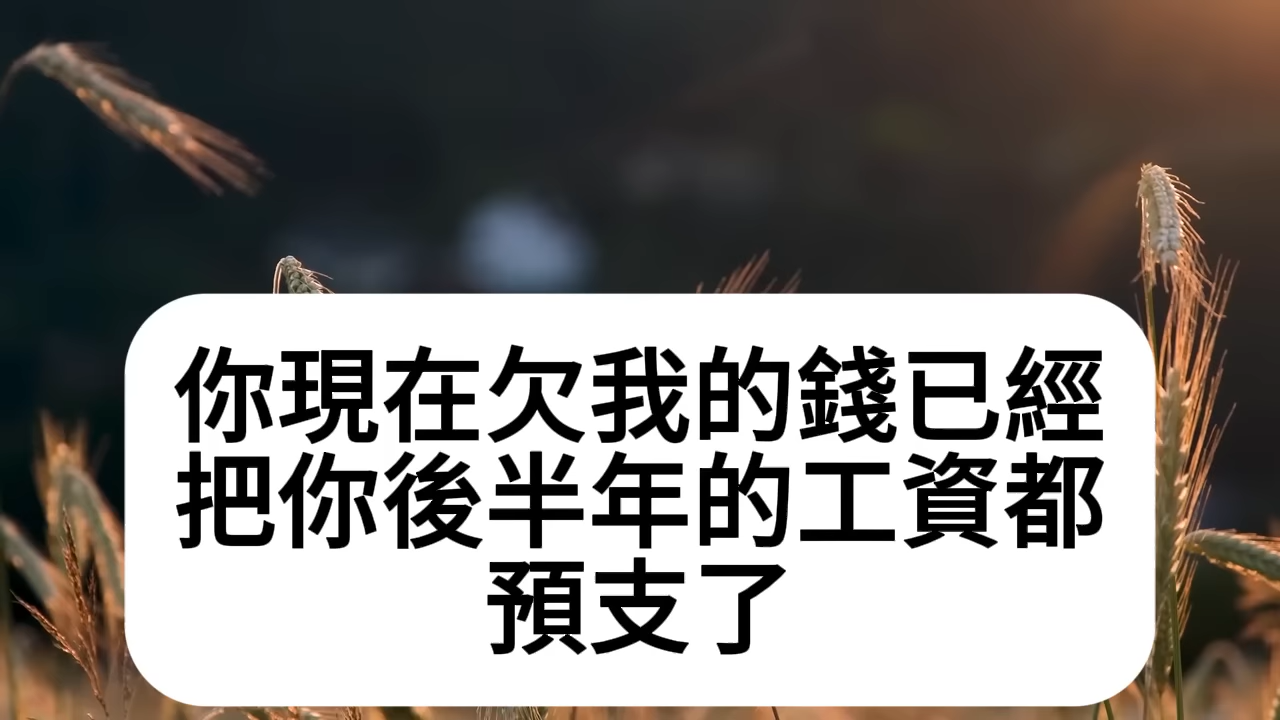 你現在欠我的錢已經
把你後半年的工資都
預支了